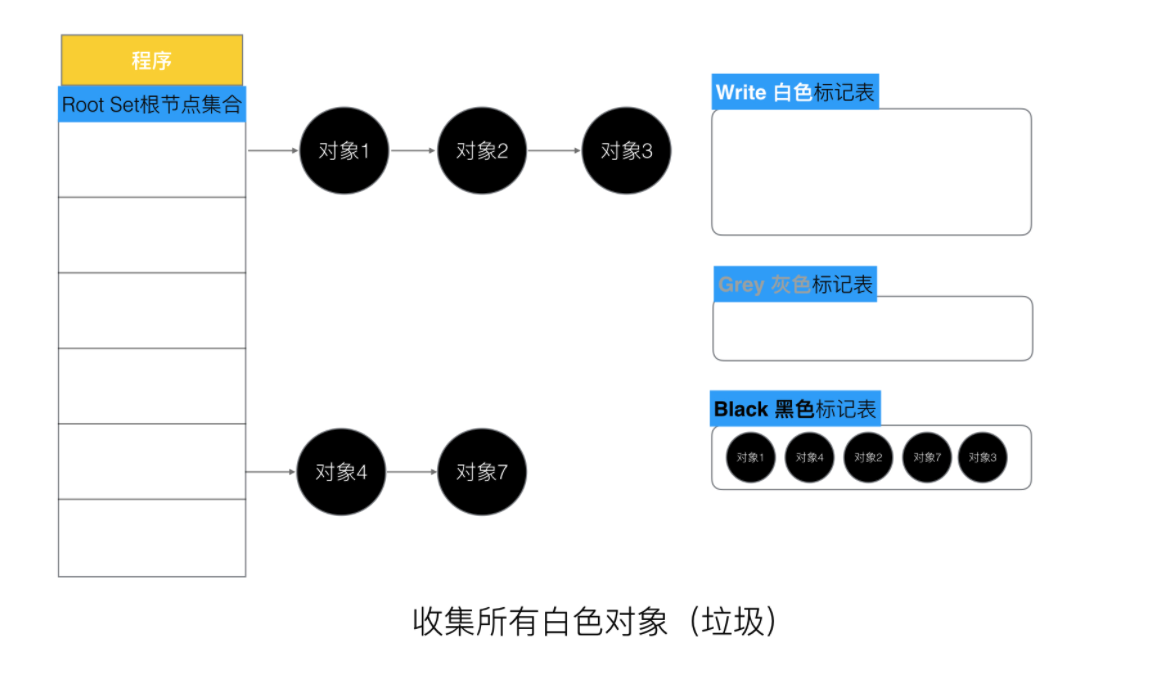 程序
Root Set根节点集合
对象1
对象2
对象3
对象4
对象7
Write 白色标记表
Grey 灰色标记表
Black 黑色标记表
对象1
对象4
对象2
对象7
对象3
收集所有白色对象（垃圾）